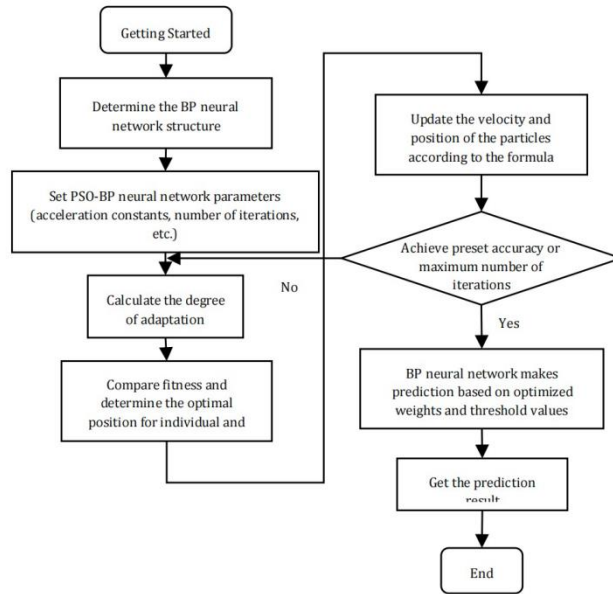 Getting Started
Determine the BP neural
network structure
Set PSO-BP neural network parameters
(acceleration constants, number of iterations,
etc.)
Calculate the degree
of adaptation
Compare fitness and
determine the optimal
position for individual and
Update the velocity and
position of the particles
according to the formula
Achieve preset accuracy or
maximum number of
iterations
No
Yes
BP neural network makes
prediction based on optimized
weights and threshold values
Get the prediction
result
End